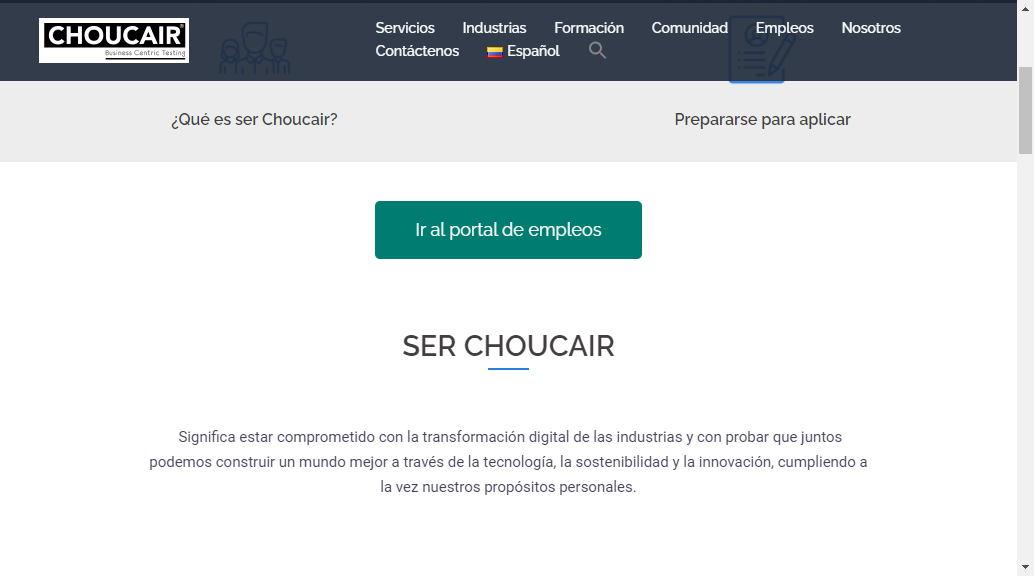 CHOUCAIR
Business Centric Testing
Servicios Industrias Formación Comunidad Empleos Nosotros
Contáctenos Español
¿Qué es ser Choucair? Prepararse para aplicar
Ir al portal de empleos
SER CHOUCAIR
Significa estar comprometido con la transformación digital de las industrias y con probar que juntos
podemos construir un mundo mejor a través de la tecnología, la sostenibilidad y la innovación, cumpliendo a
la vez nuestros propósitos personales.